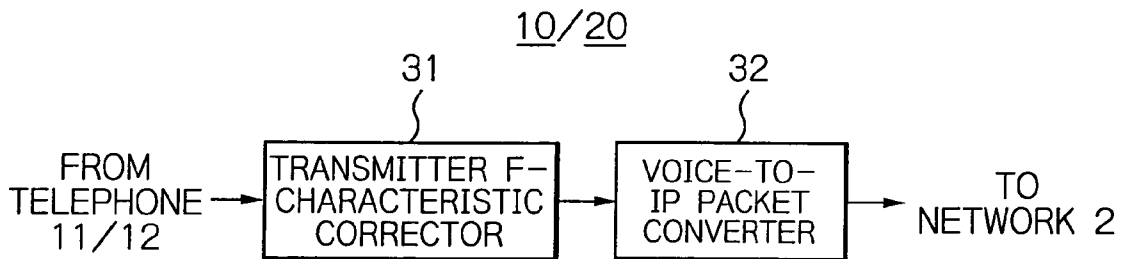 10/20
31
32
FROM
TELEPHONE
11/12
TRANSMITTER F-
CHARACTERISTIC
CORRECTOR
VOICE-TO-
IP PACKET
CONVERTER
TO
NETWORK 2